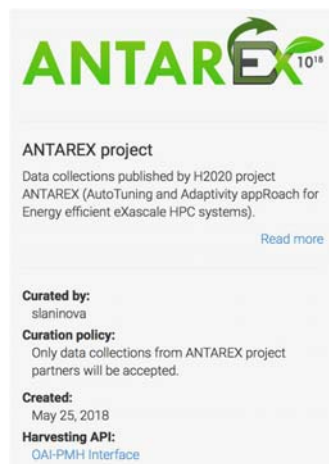 ANTAREX 10¹⁸
ANTAREX project
Data collections published by H2020 project
ANTAREX (AutoTuning and Adaptivity appRoach for
Energy efficient eXascale HPC systems).
Read more
Curated by:
slaninova
Curation policy:
Only data collections from ANTAREX project
partners will be accepted.
Created:
May 25, 2018
Harvesting API:
OAI-PMH Interface